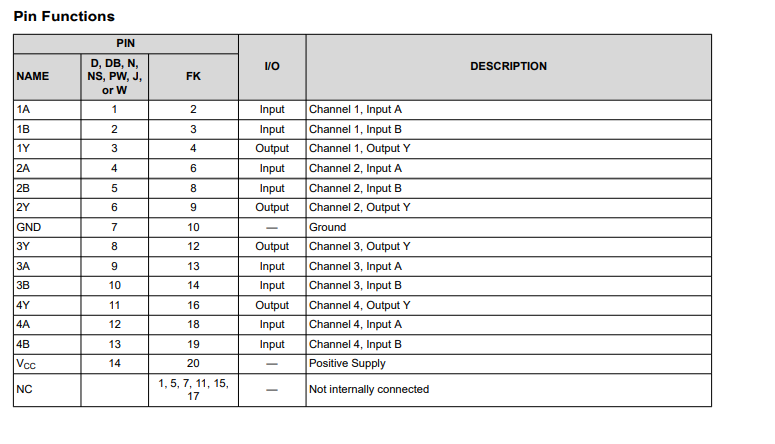 Pin Functions
PIN
I/O
DESCRIPTION
NAME
D, DB, N,
NS, PW, J,
or W
FK
1A 1 2 Input Channel 1, Input A
1B 2 3 Input Channel 1, Input B
1Y 3 4 Output Channel 1, Output Y
2A 4 6 Input Channel 2, Input A
2B 5 8 Input Channel 2, Input B
2Y 6 9 Output Channel 2, Output Y
GND 7 10 — Ground
3Y 8 12 Output Channel 3, Output Y
3A 9 13 Input Channel 3, Input A
3B 10 14 Input Channel 3, Input B
4Y 11 16 Output Channel 4, Output Y
4A 12 18 Input Channel 4, Input A
4B 13 19 Input Channel 4, Input B
VCC 14 20 — Positive Supply
NC 1, 5, 7, 11, 15,
17 — Not internally connected